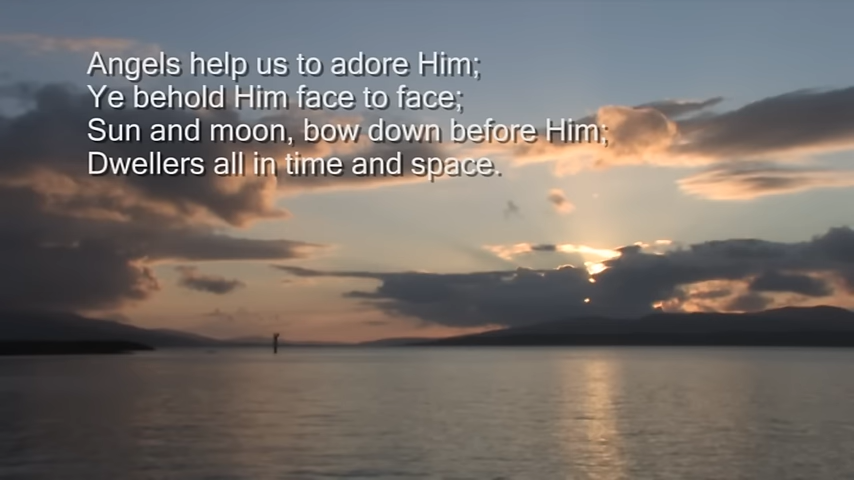 Angels help us to adore Him;
Ye behold Him face to face;
Sun and moon, bow down before Him;
Dwellers all in time and space.